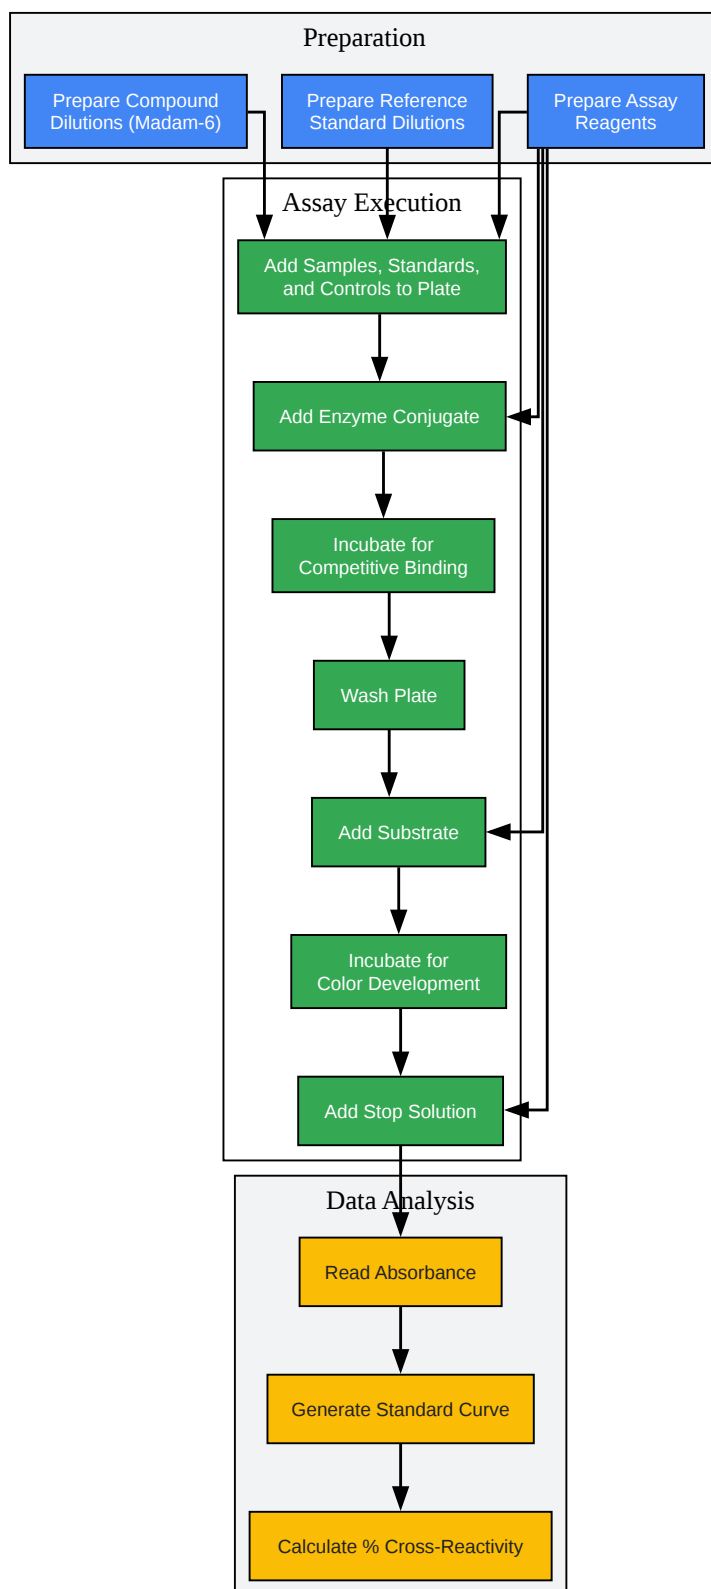 Preparation
Prepare Compound
Dilutions (Madam-6)
Prepare Reference
Standard Dilutions
Prepare Assay
Reagents
Assay Execution
Add Samples, Standards,
and Controls to Plate
Add Enzyme Conjugate
Incubate for
Competitive Binding
Wash Plate
Add Substrate
Incubate for
Color Development
Add Stop Solution
Data Analysis
Read Absorbance
Generate Standard Curve
Calculate % Cross-Reactivity